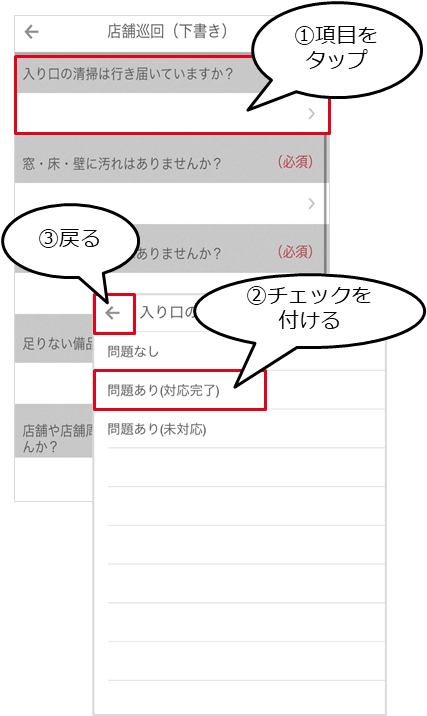 店舗巡回（下書き）
①項目を
タップ
入り口の清掃は行き届いていますか？
窓・床・壁に汚れはありませんか？
（必須）
③戻る
ありませんか？
（必須）
②チェックを
付ける
入り口の
足りない備品
問題なし
問題あり(対応完了)
問題あり(未対応)
店舗や店舗周
んか？